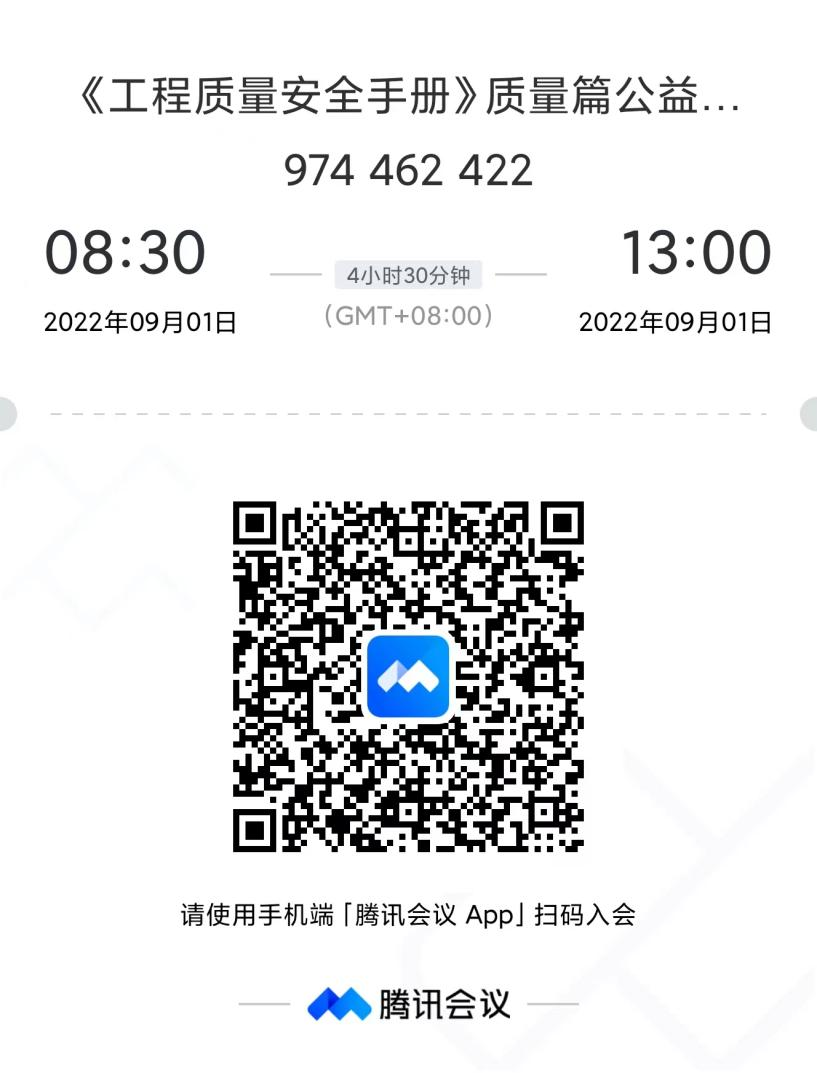 《工程质量安全手册》质量篇公益...
974 462 422
08:30
4小时30分钟
13:00
2022年09月01日
(GMT+08:00)
2022年09月01日
请使用手机端「腾讯会议 App」扫码入会
腾讯会议